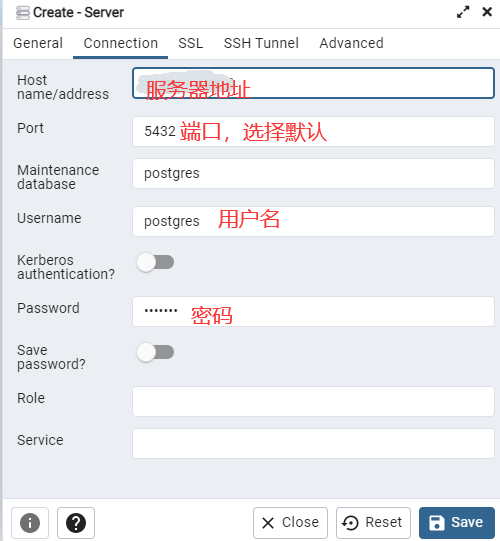 Create - Server
General Connection SSL SSH Tunnel Advanced
Host name/address
服务器地址
Port
5432 端口，选择默认
Maintenance database
postgres
Username
postgres 用户名
Kerberos authentication?
Password
••••••• 密码
Save password?
Role
Service
Close Reset Save